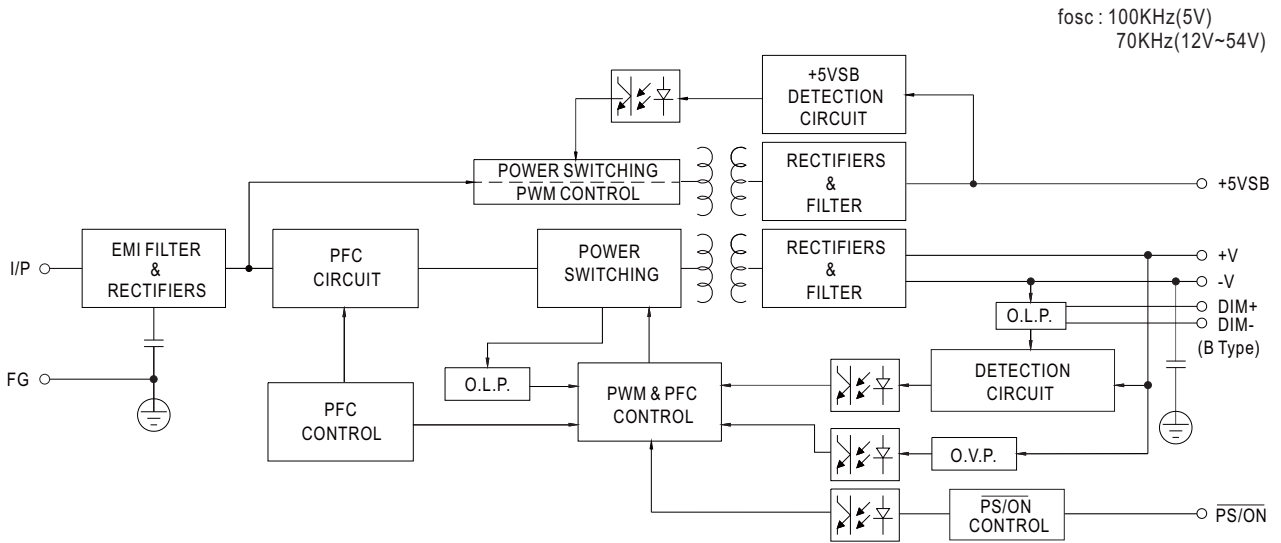 fosc : 100KHz(5V)
70KHz(12V~54V)
+5VSB
DETECTION
CIRCUIT
POWER SWITCHING
PWM CONTROL
RECTIFIERS
&
FILTER
+5VSB
I/P
EMI FILTER
&
RECTIFIERS
PFC
CIRCUIT
POWER
SWITCHING
RECTIFIERS
&
FILTER
+V
-V
O.L.P.
DIM+
DIM-
(B Type)
FG
PFC
CONTROL
O.L.P.
PWM & PFC
CONTROL
DETECTION
CIRCUIT
O.V.P.
PS/ON
CONTROL
PS/ON